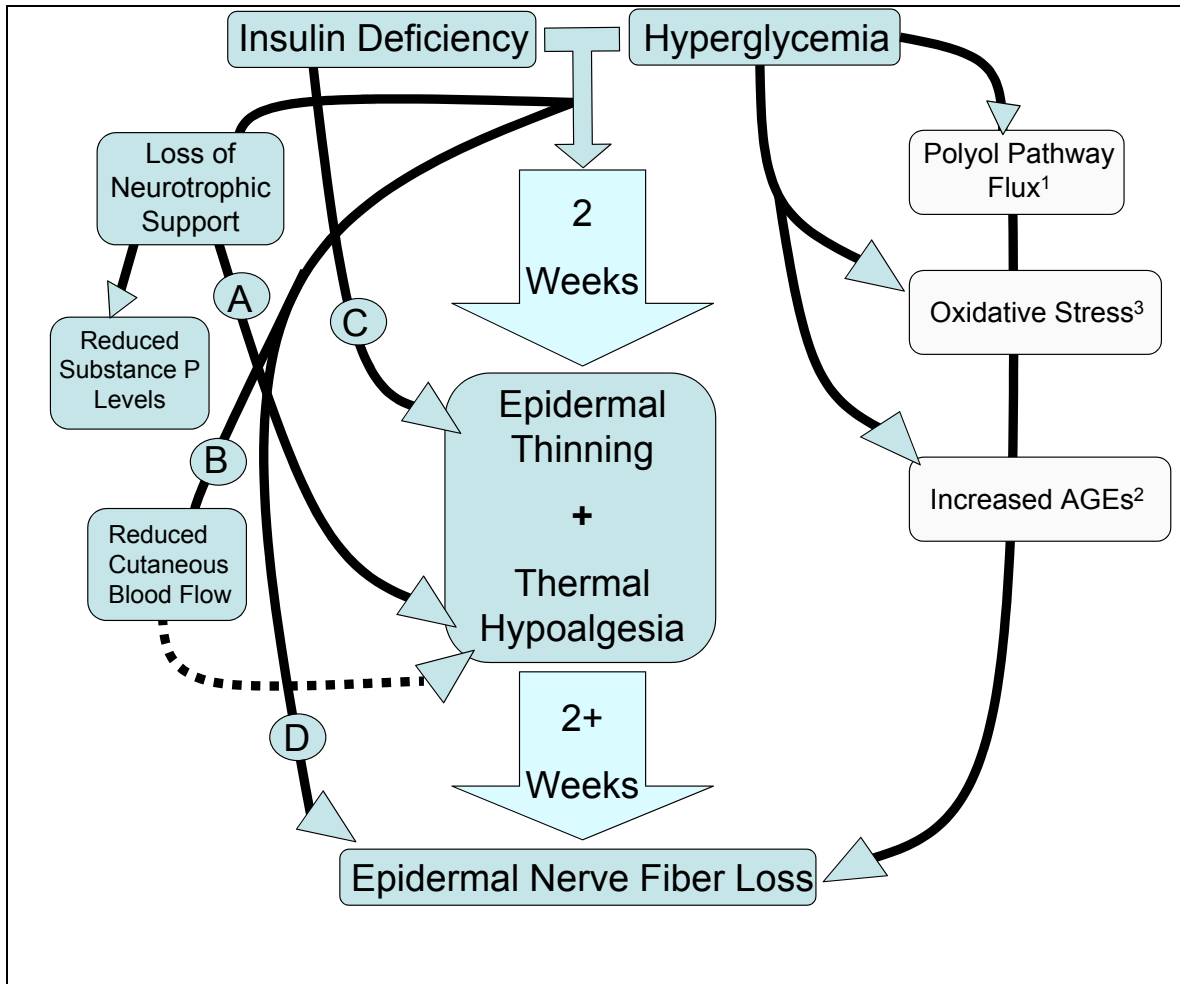 Insulin Deficiency
Hyperglycemia
Loss of
Neurotrophic
Support
Polyol Pathway
Flux¹
2
Weeks
A
C
Oxidative Stress³
Reduced
Substance P
Levels
Epidermal
Thinning
+
Thermal
Hypoalgesia
B
Increased AGEs²
Reduced
Cutaneous
Blood Flow
D
2+
Weeks
Epidermal Nerve Fiber Loss